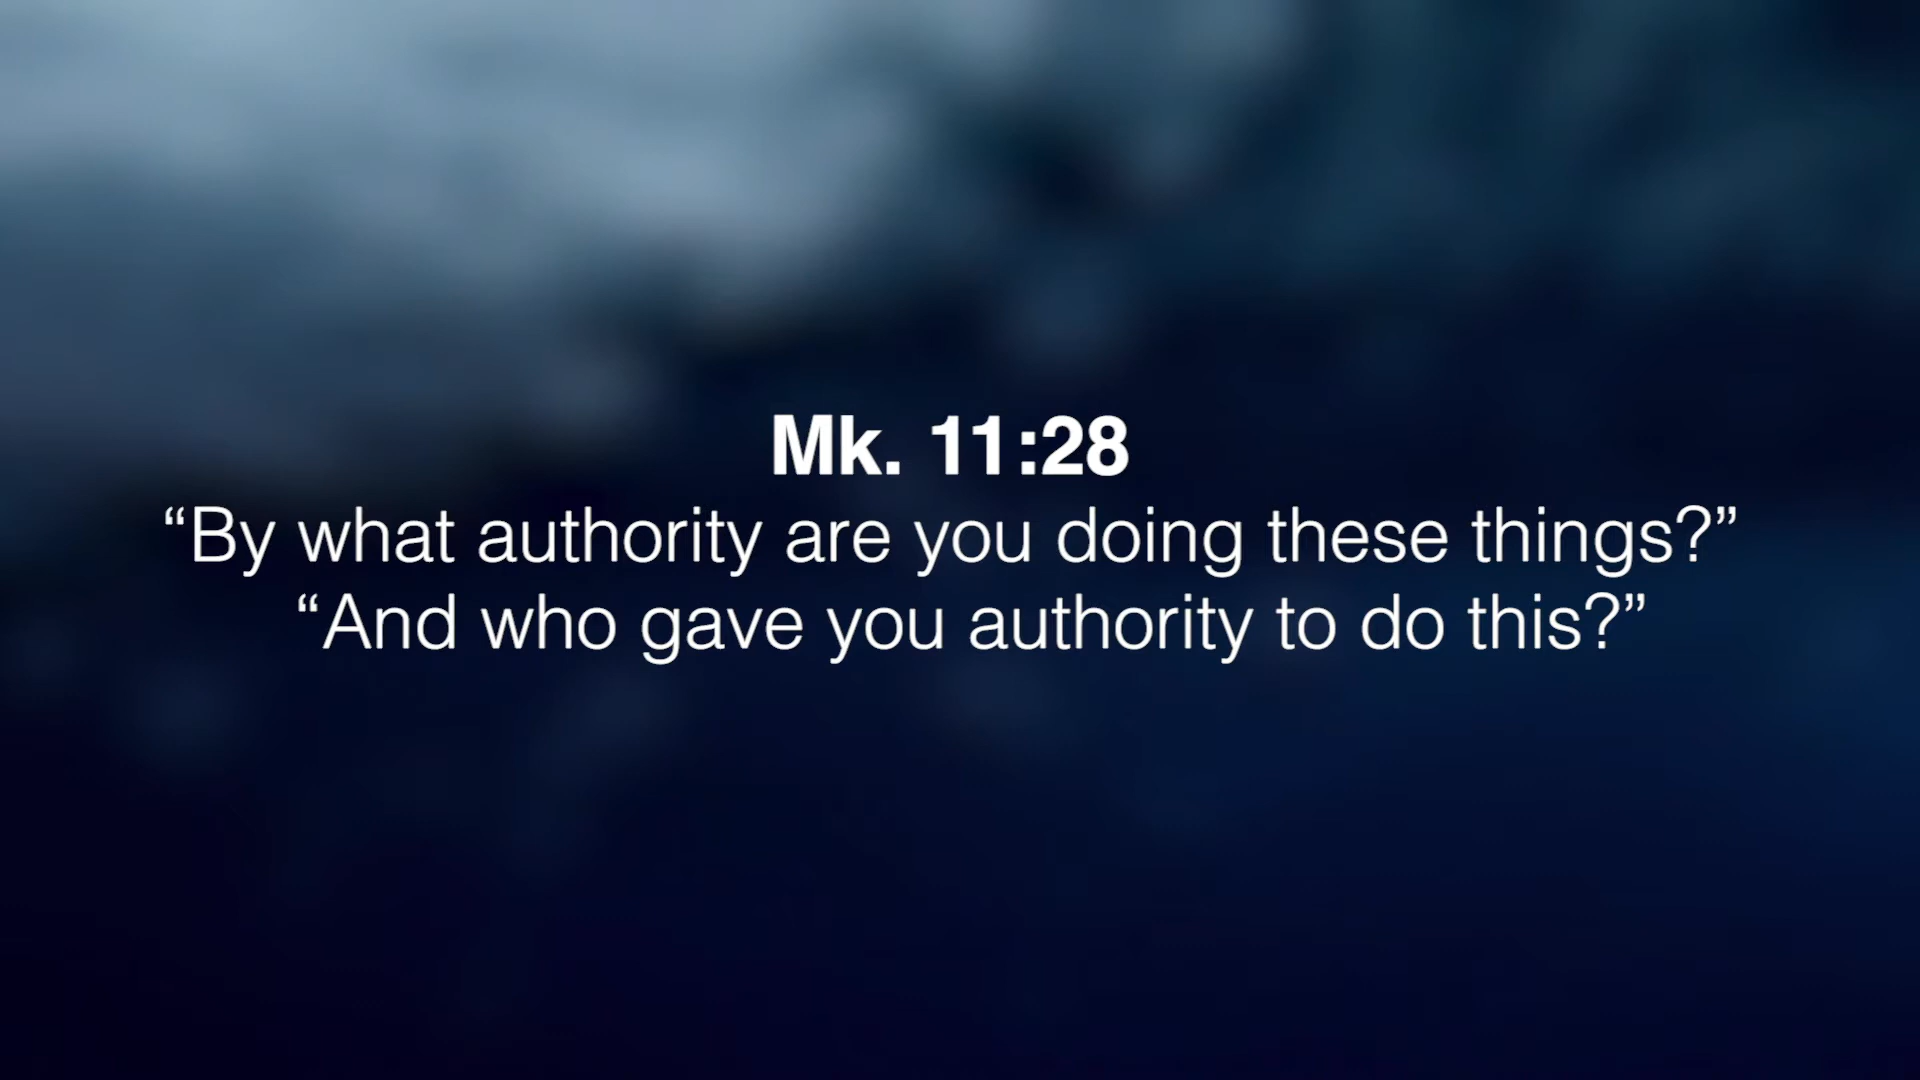 Mk. 11:28
“By what authority are you doing these things?”
“And who gave you authority to do this?”